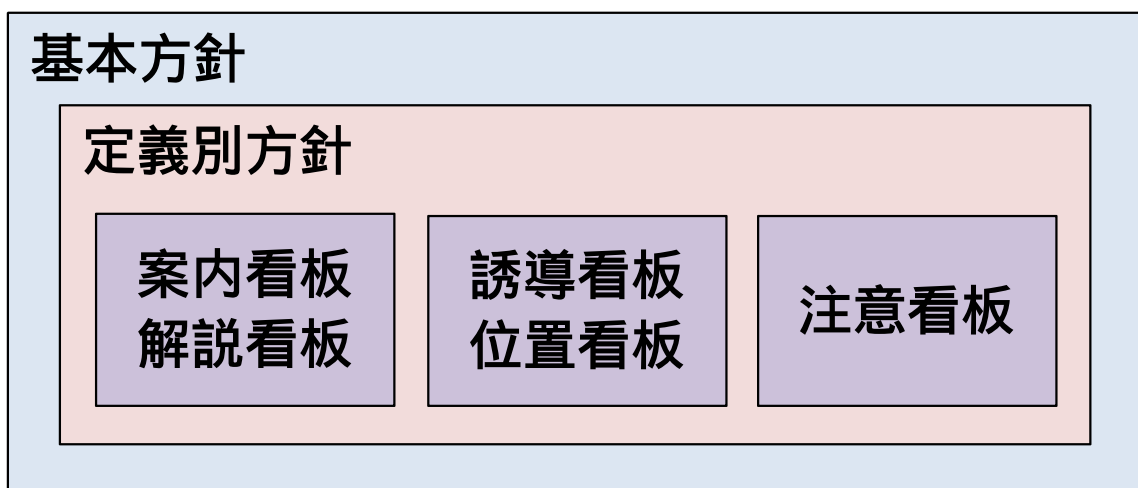 基本方針
定義別方針
案内看板
解説看板
誘導看板
位置看板
注意看板